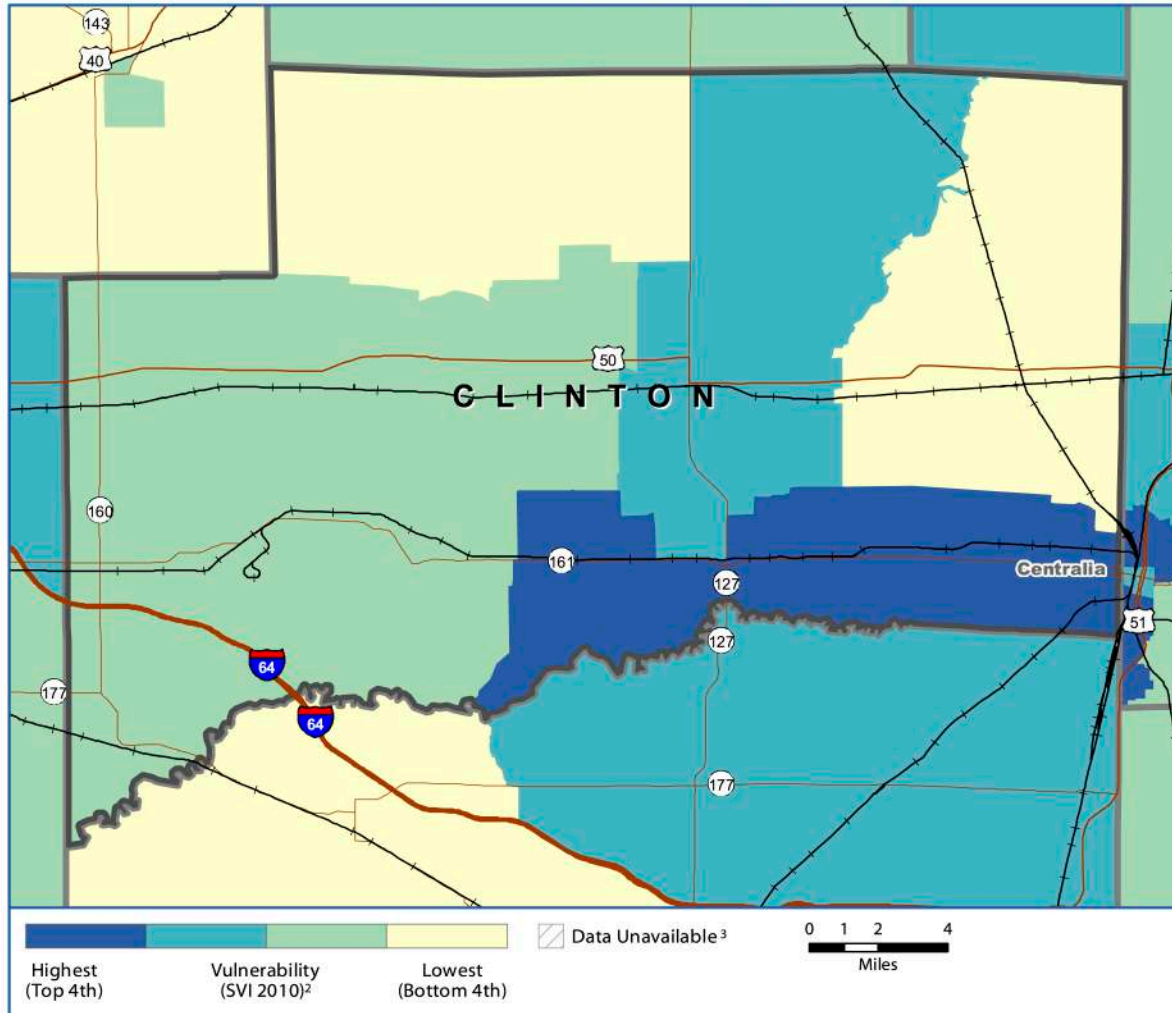 143
40
50
CLINTON
160
161
127
Centralia
51
127
64
177
64
177
Highest
(Top 4th)
Vulnerability
(SVI 2010)²
Lowest
(Bottom 4th)
Data Unavailable³
0 1 2 4
Miles